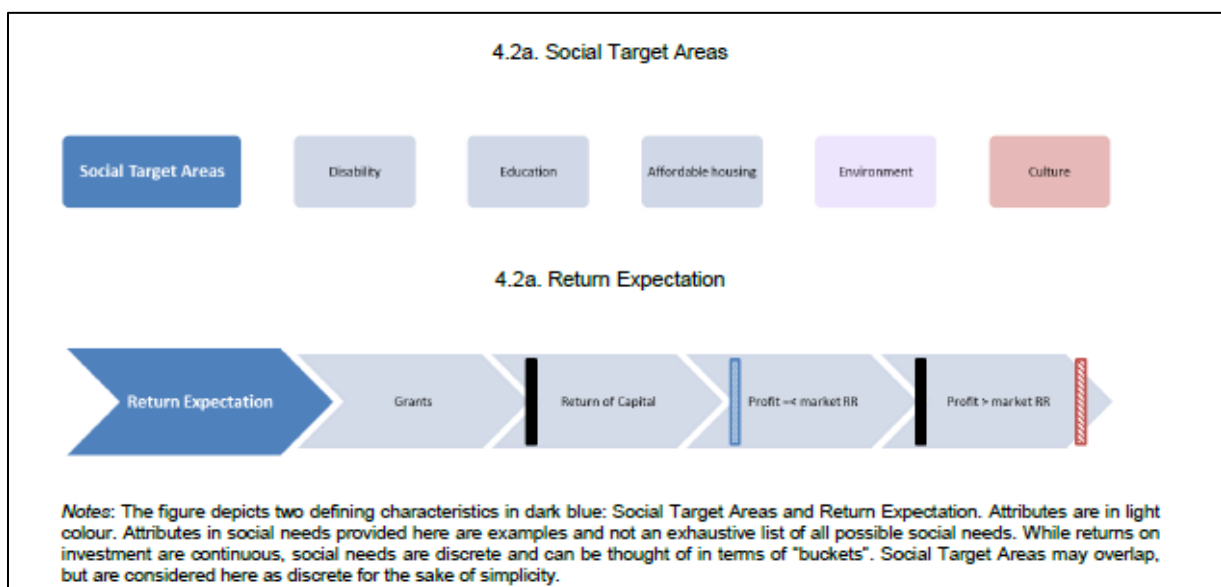 4.2a. Social Target Areas
Social Target Areas
Disability
Education
Affordable housing
Environment
Culture
4.2a. Return Expectation
Return Expectation
Grants
Return of Capital
Profit =< market RR
Profit > market RR
Notes: The figure depicts two defining characteristics in dark blue: Social Target Areas and Return Expectation. Attributes are in light
colour. Attributes in social needs provided here are examples and not an exhaustive list of all possible social needs. While returns on
investment are continuous, social needs are discrete and can be thought of in terms of "buckets". Social Target Areas may overlap,
but are considered here as discrete for the sake of simplicity.